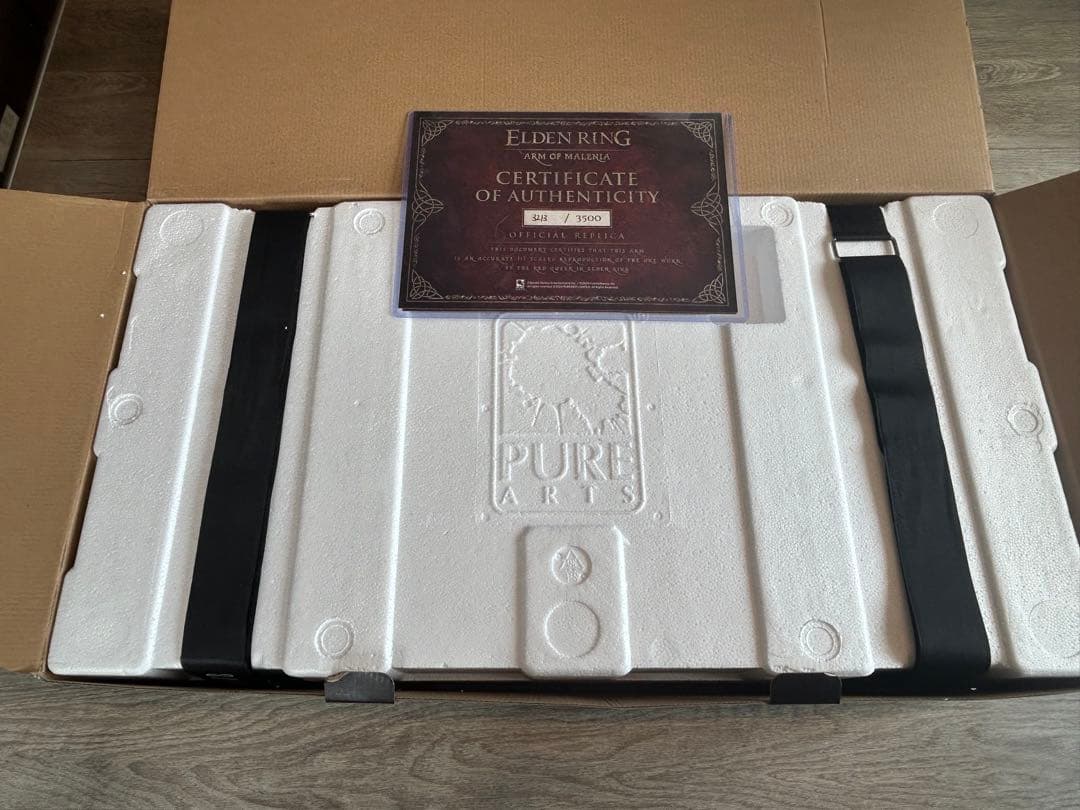 ELDEN RING
ARM OF MALENIA
CERTIFICATE
OF AUTHENTICITY
3213 / 3500
OFFICIAL REPLICA
THIS DOCUMENT CERTIFIES THAT THIS ARM
IS AN ACCURATE 1:1 SCALED REPRODUCTION OF THE ONE WORN
BY THE RED QUEEN IN ELDEN RING
PURE
ARTS